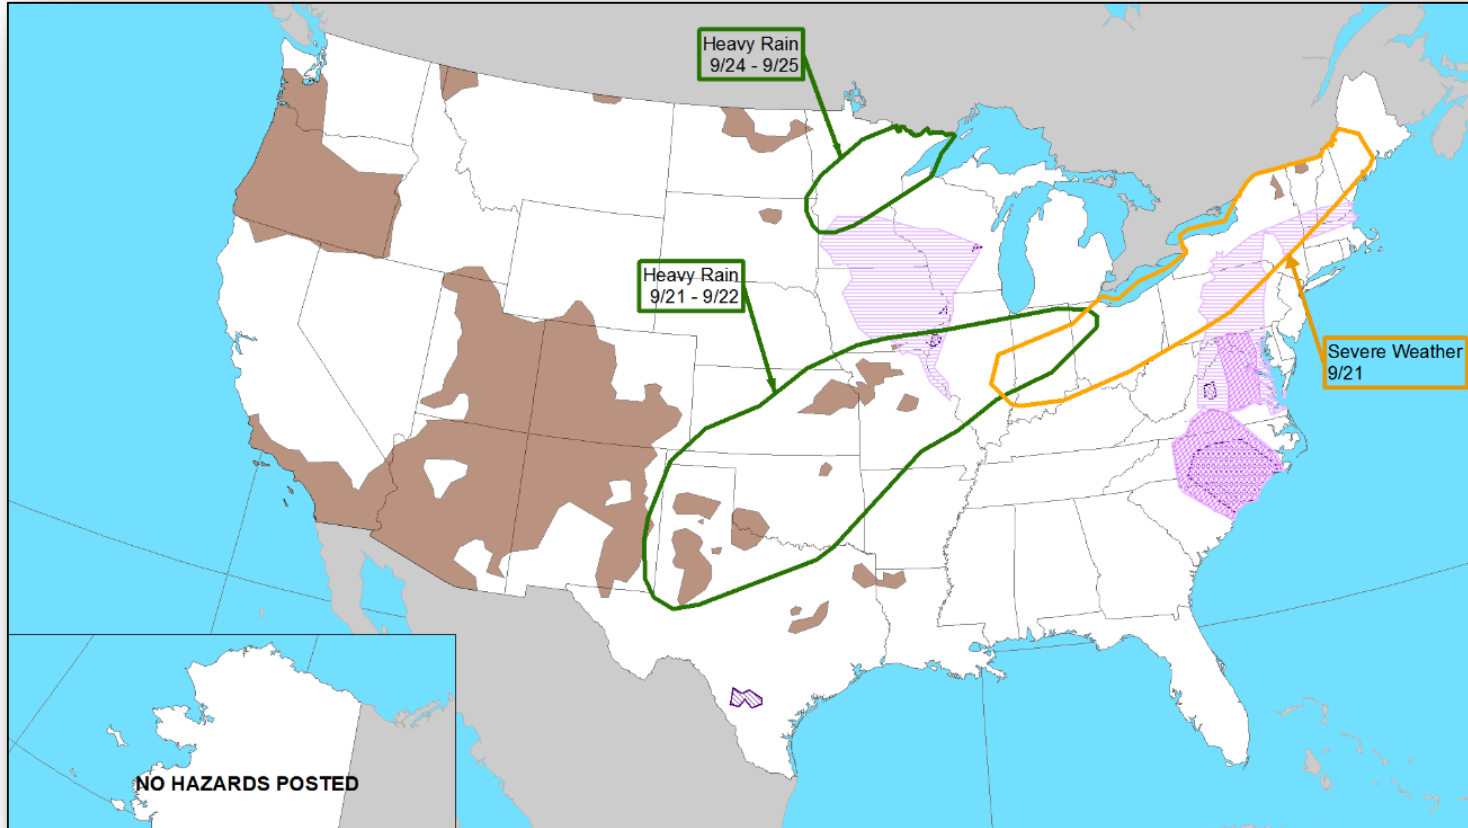 Heavy Rain
9/24 - 9/25
Heavy Rain
9/21 - 9/22
Severe Weather
9/21
NO HAZARDS POSTED